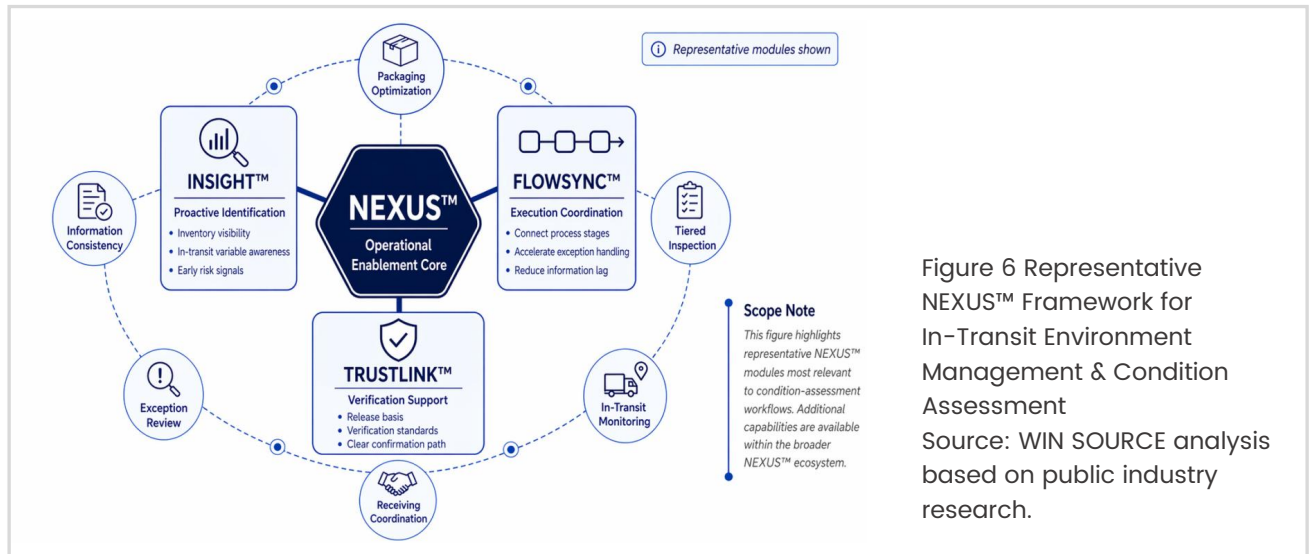 Representative modules shown
Packaging
Optimization
INSIGHT™
Proactive Identification
• Inventory visibility
• In-transit variable awareness
• Early risk signals
NEXUS™
Operational
Enablement Core
FLOWSYNC™
Execution Coordination
• Connect process stages
• Accelerate exception handling
• Reduce information lag
Information
Consistency
Tiered
Inspection
TRUSTLINK™
Verification Support
• Release basis
• Verification standards
• Clear confirmation path
Exception
Review
In-Transit
Monitoring
Receiving
Coordination
Scope Note
This figure highlights
representative NEXUS™
modules most relevant
to condition-assessment
workflows. Additional
capabilities are available
within the broader
NEXUS™ ecosystem.
Figure 6 Representative
NEXUS™ Framework for
In-Transit Environment
Management & Condition
Assessment
Source: WIN SOURCE analysis
based on public industry
research.